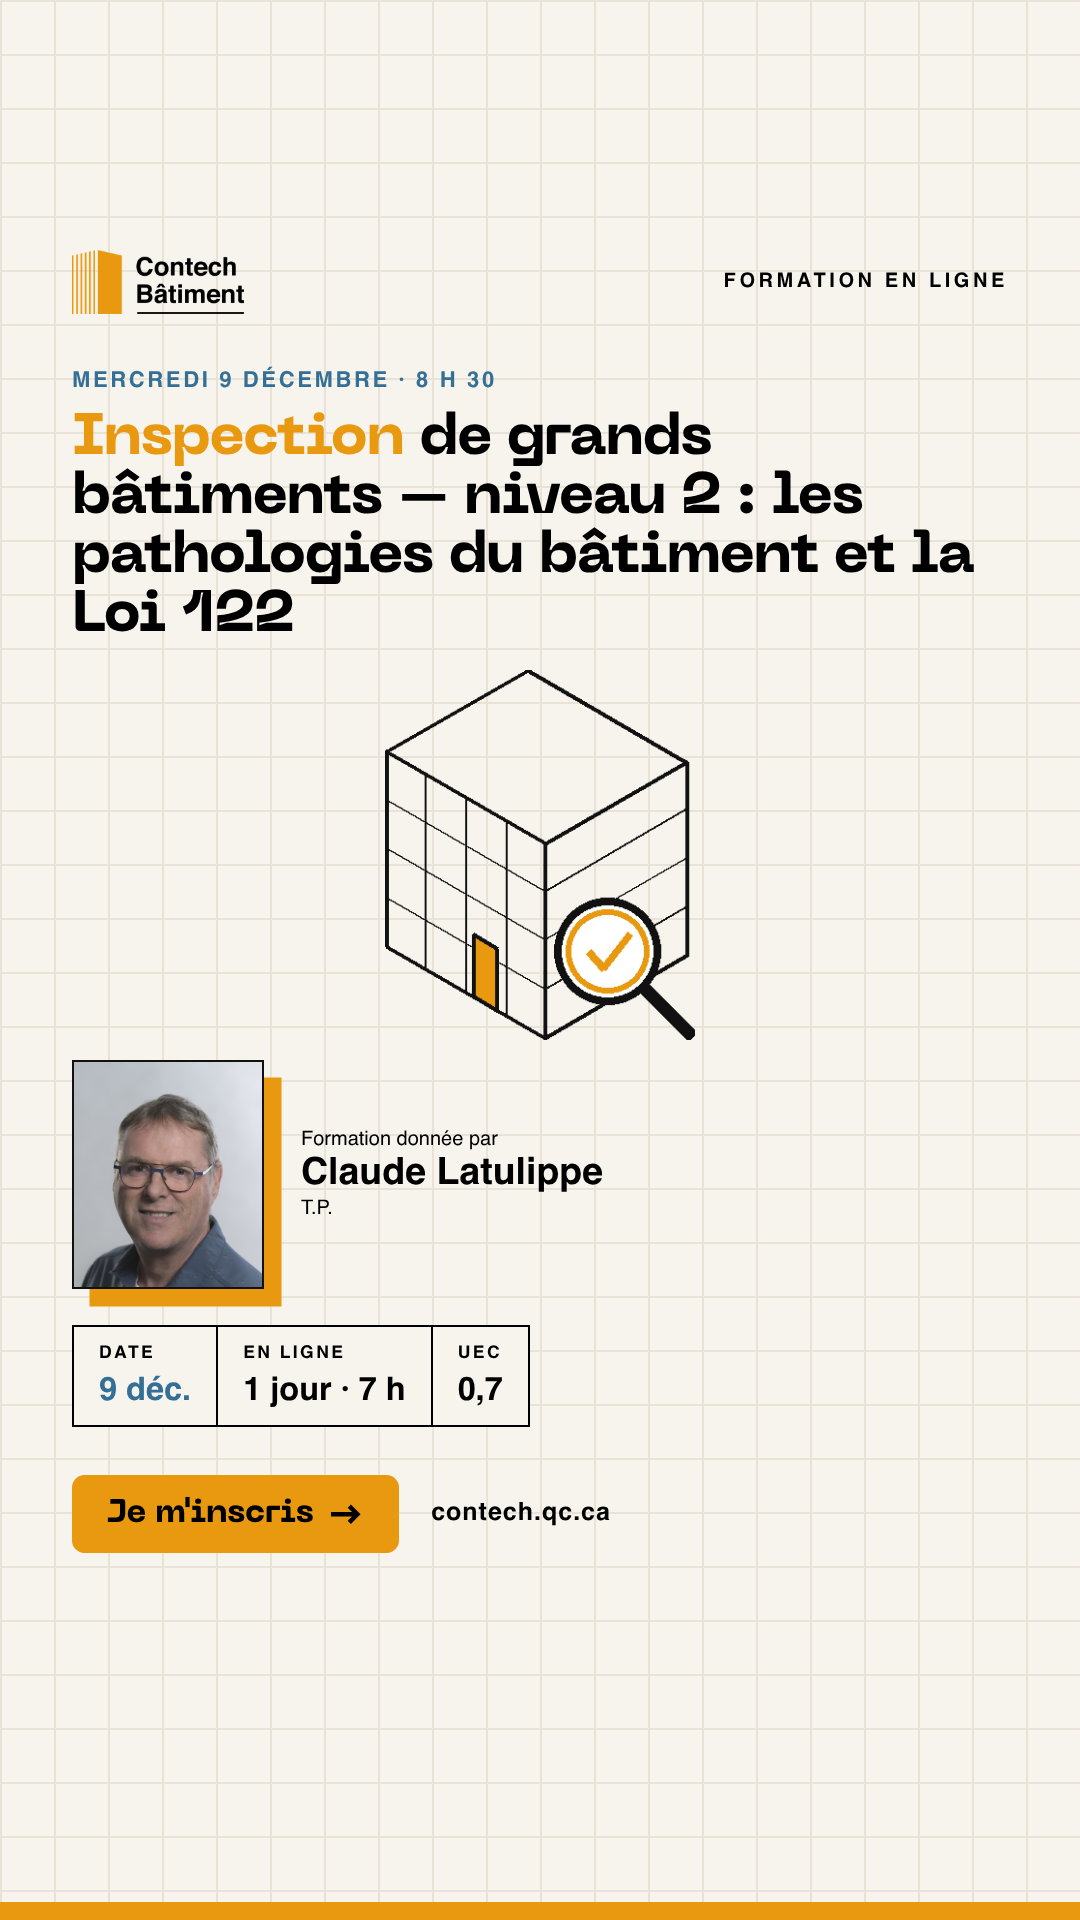 Contech
Bâtiment
FORMATION EN LIGNE
MERCREDI 9 DÉCEMBRE · 8 H 30
Inspection de grands
bâtiments — niveau 2 : les
pathologies du bâtiment et la
Loi 122
Formation donnée par
Claude Latulippe
T.P.
DATE
9 déc.
EN LIGNE
1 jour · 7 h
UEC
0,7
Je m'inscris →
contech.qc.ca